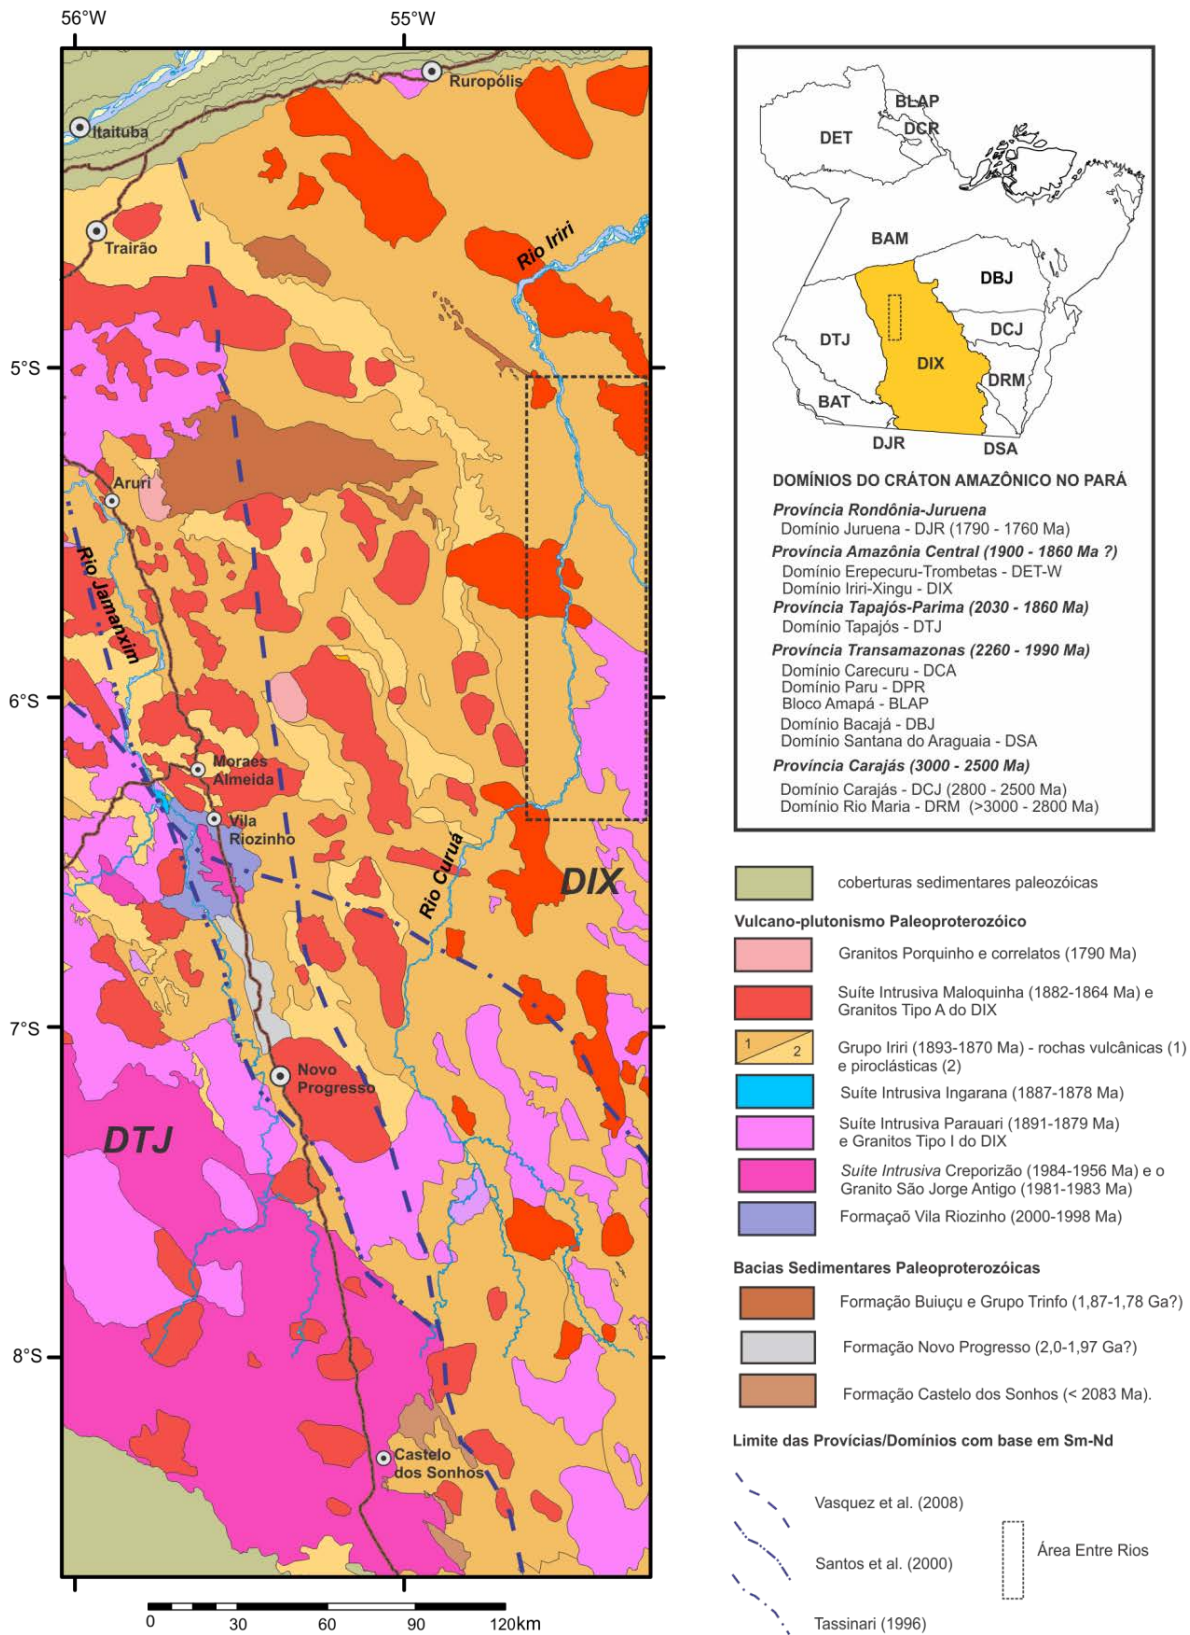 56°W
55°W
Ruropólis
Itaituba
Trairão
Rio Iriri
5°S
Aruri
Rio Jamanxim
6°S
Moraes
Almeida
Vila
Riozinho
Rio Curuá
DIX
7°S
Novo
Progresso
DTJ
8°S
Castelo
dos Sonhos
0
30
60
90
120km
BLAP
DCR
DET
BAM
DBJ
DTJ
DCJ
DIX
DRM
BAT
DJR
DSA
DOMÍNIOS DO CRÁTON AMAZÔNICO NO PARÁ
Província Rondônia-Juruena
Domínio Juruena - DJR (1790 - 1760 Ma)
Província Amazônia Central (1900 - 1860 Ma ?)
Domínio Erepecuru-Trombetas - DET-W
Domínio Iriri-Xingu - DIX
Província Tapajós-Parima (2030 - 1860 Ma)
Domínio Tapajós - DTJ
Província Transamazonas (2260 - 1990 Ma)
Domínio Carecuru - DCA
Domínio Paru - DPR
Bloco Amapá - BLAP
Domínio Bacajá - DBJ
Domínio Santana do Araguaia - DSA
Província Carajás (3000 - 2500 Ma)
Domínio Carajás - DCJ (2800 - 2500 Ma)
Domínio Rio Maria - DRM (>3000 - 2800 Ma)
coberturas sedimentares paleozóicas
Vulcano-plutonismo Paleoproterozóico
Granitos Porquinho e correlatos (1790 Ma)
Suíte Intrusiva Maloquinha (1882-1864 Ma) e
Granitos Tipo A do DIX
1
2
Grupo Iriri (1893-1870 Ma) - rochas vulcânicas (1)
e piroclásticas (2)
Suíte Intrusiva Ingarana (1887-1878 Ma)
Suíte Intrusiva Parauari (1891-1879 Ma)
e Granitos Tipo I do DIX
Suíte Intrusiva Creporizão (1984-1956 Ma) e o
Granito São Jorge Antigo (1981-1983 Ma)
Formaçaõ Vila Riozinho (2000-1998 Ma)
Bacias Sedimentares Paleoproterozóicas
Formação Buiuçu e Grupo Trinfo (1,87-1,78 Ga?)
Formação Novo Progresso (2,0-1,97 Ga?)
Formação Castelo dos Sonhos (< 2083 Ma).
Limite das Provícias/Domínios com base em Sm-Nd
Vasquez et al. (2008)
Santos et al. (2000)
Área Entre Rios
Tassinari (1996)